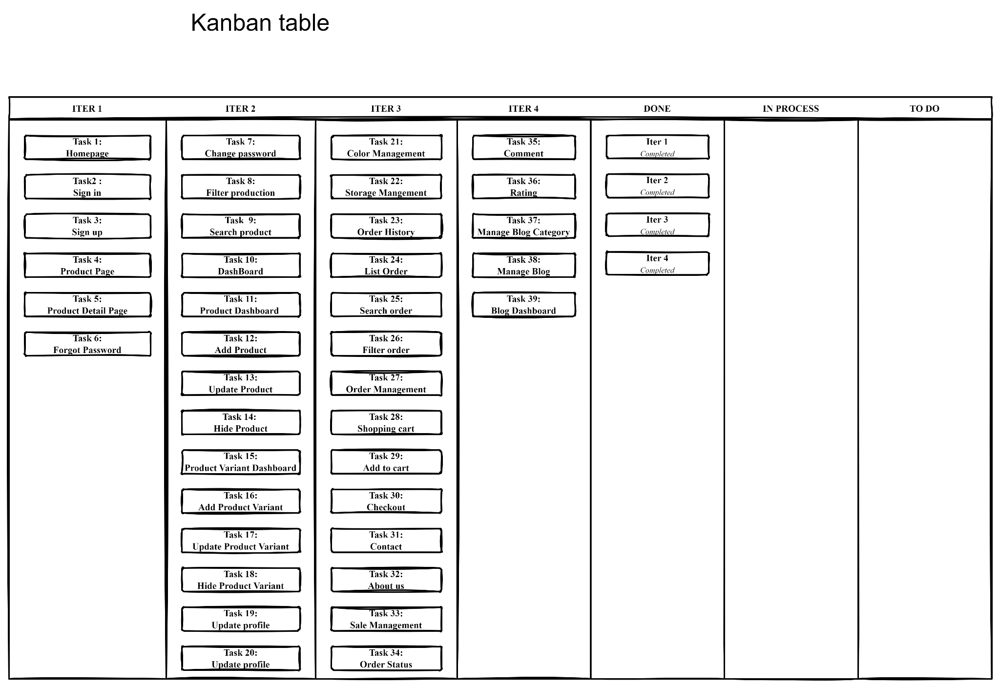 Kanban table
ITER 1
ITER 2
ITER 3
ITER 4
DONE
IN PROCESS
TO DO
Task 1:
Homepage
Task2 :
Sign in
Task 3:
Sign up
Task 4:
Product Page
Task 5:
Product Detail Page
Task 6:
Forgot Password
Task 7:
Change password
Task 8:
Filter production
Task  9:
Search product
Task 10:
DashBoard
Task 11:
Product Dashboard
Task 12:
Add Product
Task 13:
Update Product
Task 14:
Hide Product
Task 15:
Product Variant Dashboard
Task 16:
Add Product Variant
Task 17:
Update Product Variant
Task 18:
Hide Product Variant
Task 19:
Update profile
Task 20:
Update profile
Task 21:
Color Management
Task 22:
Storage Mangement
Task 23:
Order History
Task 24:
List Order
Task 25:
Search order
Task 26:
Filter order
Task 27:
Order Management
Task 28:
Shopping cart
Task 29:
Add to cart
Task 30:
Checkout
Task 31:
Contact
Task 32:
About us
Task 33:
Sale Management
Task 34:
Order Status
Task 35:
Comment
Task 36:
Rating
Task 37:
Manage Blog Category
Task 38:
Manage Blog
Task 39:
Blog Dashboard
Iter 1
Completed
Iter 2
Completed
Iter 3
Completed
Iter 4
Completed